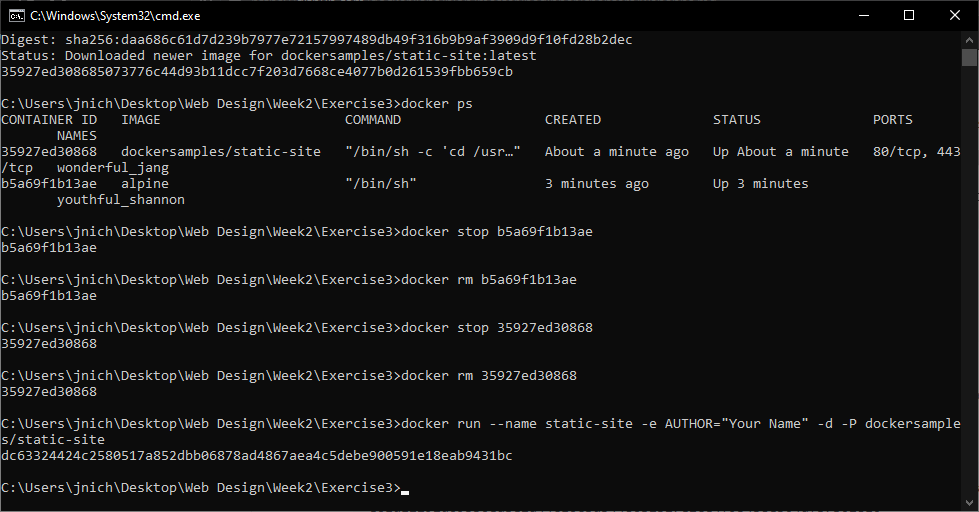 C:\Windows\System32\cmd.exe
Digest: sha256:daa686c61d7d239b7977e72157997489db49f316b9b9af3909d9f10fd28b2dec
Status: Downloaded newer image for dockersamples/static-site:latest
35927ed308685073776c44d93b11dcc7f203d7668ce4077b0d261539fbb659cb
C:\Users\jnich\Desktop\Web Design\Week2\Exercise3>docker ps
CONTAINER ID   IMAGE                       COMMAND                  CREATED              STATUS              PORTS
       NAMES
35927ed30868   dockersamples/static-site   "/bin/sh -c 'cd /usr…"   About a minute ago   Up About a minute   80/tcp, 443
/tcp   wonderful_jang
b5a69f1b13ae   alpine                      "/bin/sh"                3 minutes ago        Up 3 minutes
       youthful_shannon
C:\Users\jnich\Desktop\Web Design\Week2\Exercise3>docker stop b5a69f1b13ae
b5a69f1b13ae
C:\Users\jnich\Desktop\Web Design\Week2\Exercise3>docker rm b5a69f1b13ae
b5a69f1b13ae
C:\Users\jnich\Desktop\Web Design\Week2\Exercise3>docker stop 35927ed30868
35927ed30868
C:\Users\jnich\Desktop\Web Design\Week2\Exercise3>docker rm 35927ed30868
35927ed30868
C:\Users\jnich\Desktop\Web Design\Week2\Exercise3>docker run --name static-site -e AUTHOR="Your Name" -d -P dockersample
s/static-site
dc63324424c2580517a852dbb06878ad4867aea4c5debe900591e18eab9431bc
C:\Users\jnich\Desktop\Web Design\Week2\Exercise3>